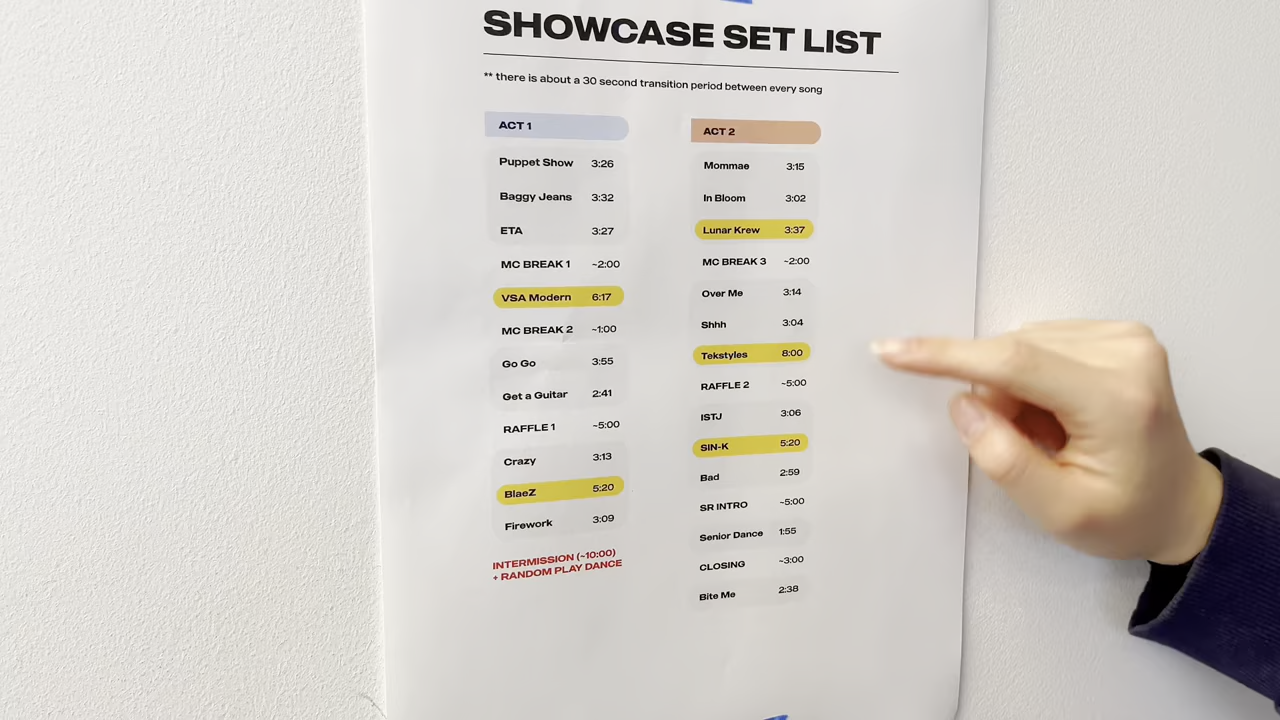 SHOWCASE SET LIST
** there is about a 30 second transition period between every song
ACT 1
Puppet Show 3:26
Baggy Jeans 3:32
ETA 3:27
MC BREAK 1 ~2:00
VSA Modern 6:17
MC BREAK 2 ~1:00
Go Go 3:55
Get a Guitar 2:41
RAFFLE 1 ~5:00
Crazy 3:13
BlaeZ 5:20
Firework 3:09
INTERMISSION (~10:00)
+ RANDOM PLAY DANCE
ACT 2
Mommae 3:15
In Bloom 3:02
Lunar Krew 3:37
MC BREAK 3 ~2:00
Over Me 3:14
Shhh 3:04
Tekstyles 8:00
RAFFLE 2 ~5:00
ISTJ 3:06
SIN-K 5:20
Bad 2:59
SR INTRO ~5:00
Senior Dance 1:55
CLOSING ~3:00
Bite Me 2:38